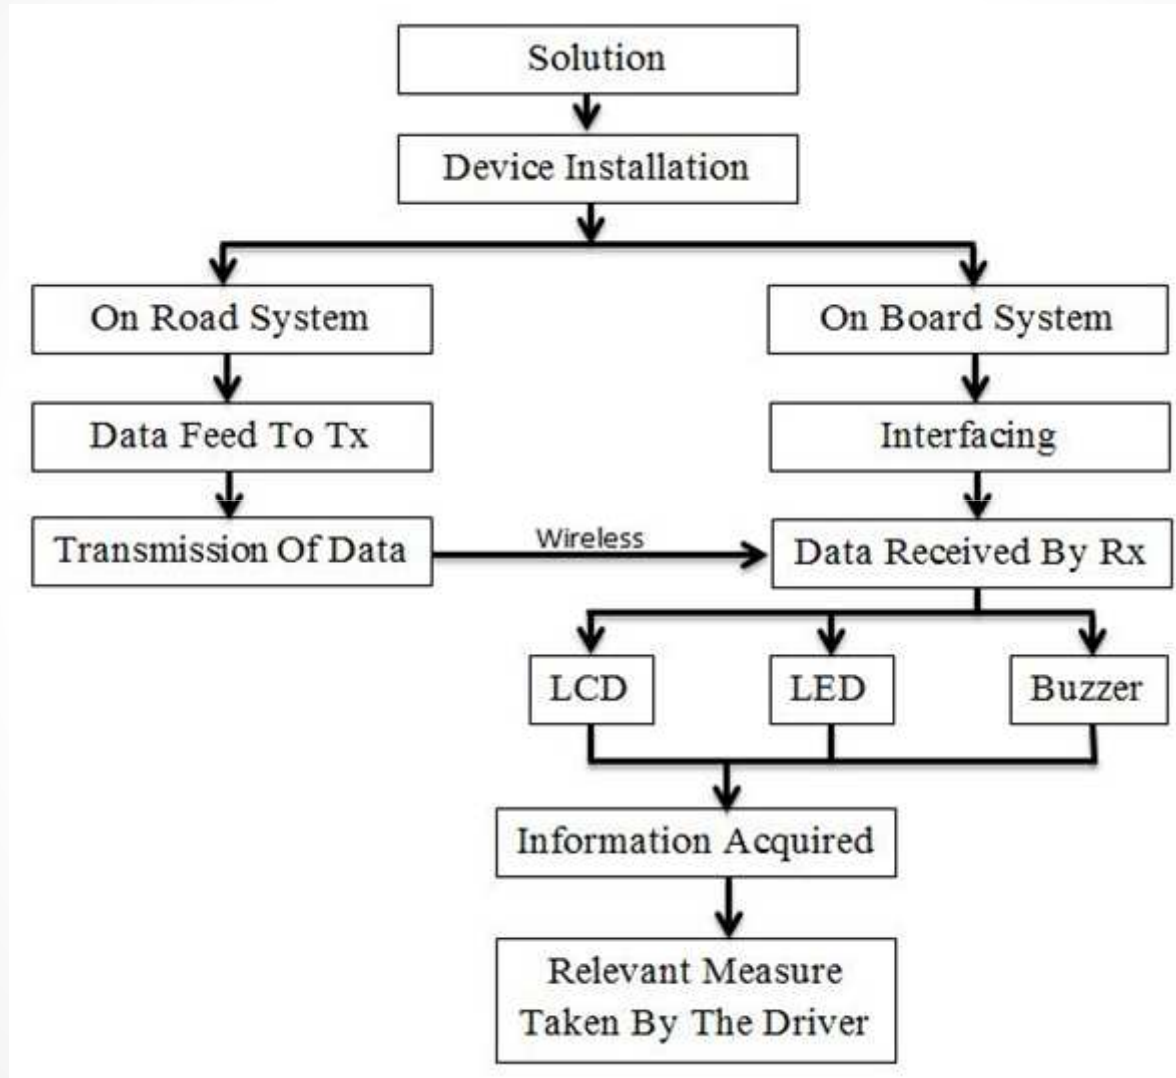 Solution
Device Installation
On Road System
On Board System
Data Feed To Tx
Interfacing
Transmission Of Data
Wireless
Data Received By Rx
LCD
LED
Buzzer
Information Acquired
Relevant Measure
Taken By The Driver